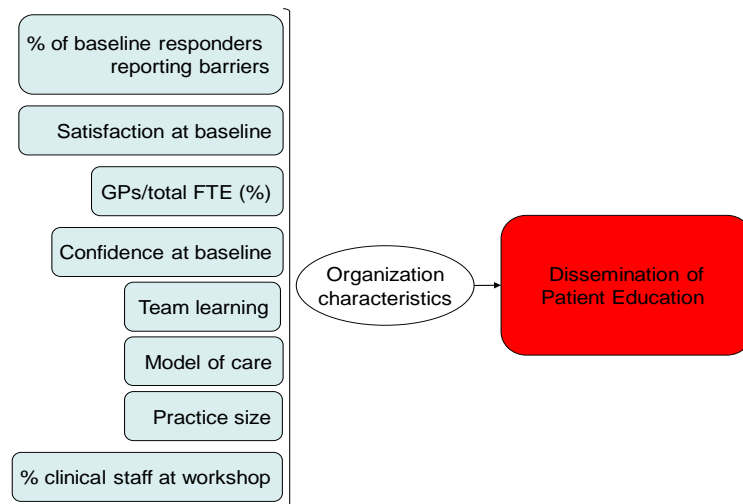 % of baseline responders
reporting barriers
Satisfaction at baseline
GPs/total FTE (%)
Confidence at baseline
Team learning
Model of care
Practice size
% clinical staff at workshop
Organization
characteristics
Dissemination of
Patient Education